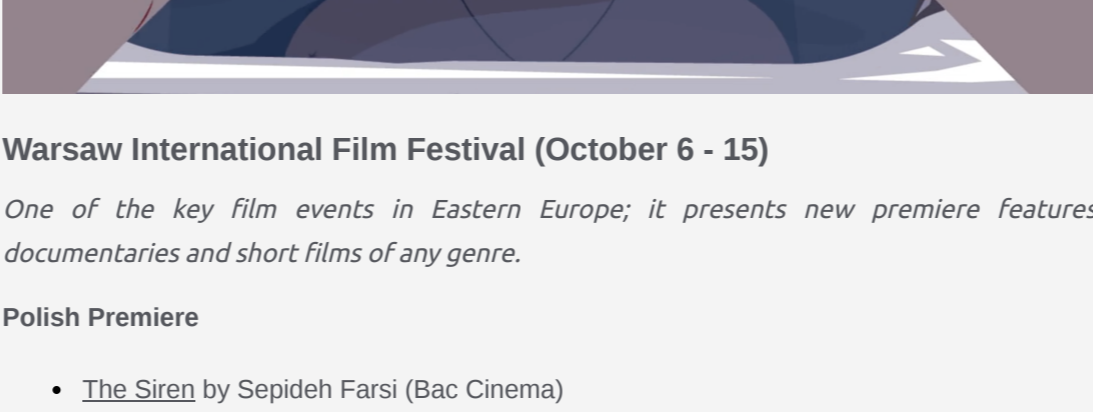 Warsaw International Film Festival (October 6 - 15)
One of the key film events in Eastern Europe; it presents new premiere features
documentaries and short films of any genre.
Polish Premiere
• The Siren by Sepideh Farsi (Bac Cinema)